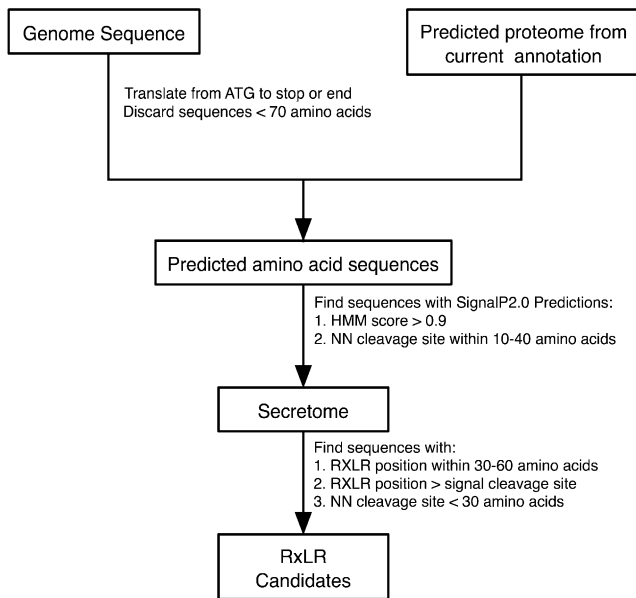 Genome Sequence
Predicted proteome from
current annotation
Translate from ATG to stop or end
Discard sequences < 70 amino acids
Predicted amino acid sequences
Find sequences with SignalP2.0 Predictions:
1. HMM score > 0.9
2. NN cleavage site within 10-40 amino acids
Secretome
Find sequences with:
1. RXLR position within 30-60 amino acids
2. RXLR position > signal cleavage site
3. NN cleavage site < 30 amino acids
RxLR
Candidates